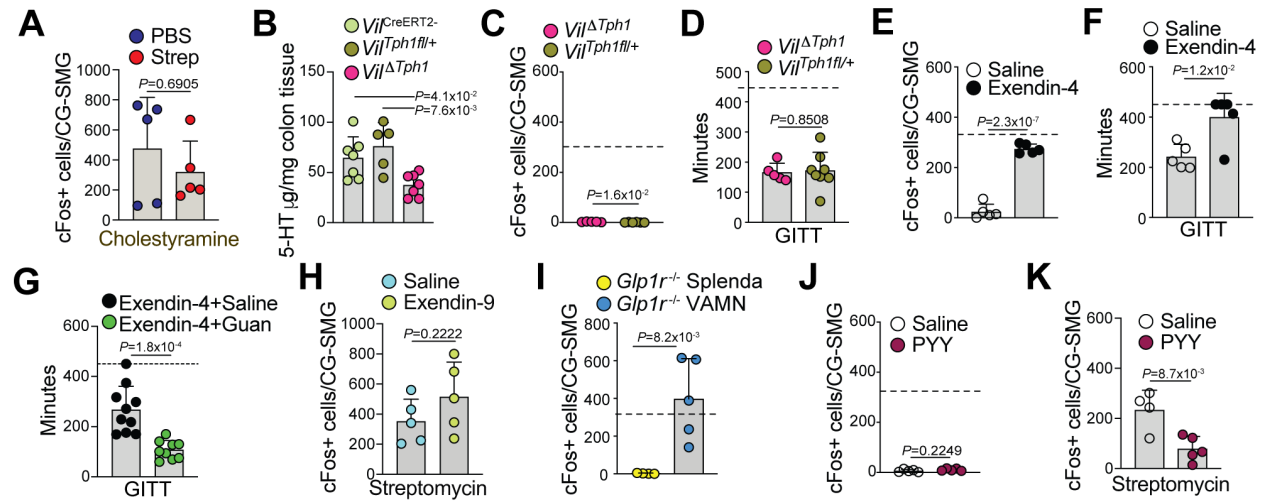 A
PBS
Strep
cFos+ cells/CG-SMG
1000
800
600
400
200
0
P=0.6905
Cholestyramine
B
Vil^CreERT2-
Vil^Tph1fl/+
Vil^ΔTph1
5-HT μg/mg colon tissue
150
100
50
0
P=4.1x10^-2
P=7.6x10^-3
C
Vil^ΔTph1
Vil^Tph1fl/+
cFos+ cells/CG-SMG
600
400
200
0
P=1.6x10^-2
D
Vil^ΔTph1
Vil^Tph1fl/+
Minutes
500
400
300
200
100
0
P=0.8508
GITT
E
Saline
Exendin-4
cFos+ cells/CG-SMG
600
400
200
0
P=2.3x10^-7
F
Saline
Exendin-4
Minutes
600
400
200
0
P=1.2x10^-2
GITT
G
Exendin-4+Saline
Exendin-4+Guan
Minutes
600
400
200
0
P=1.8x10^-4
GITT
H
Saline
Exendin-9
cFos+ cells/CG-SMG
1000
800
600
400
200
0
P=0.2222
Streptomycin
I
Glp1r^-/- Splenda
Glp1r^-/- VAMN
cFos+ cells/CG-SMG
800
600
400
200
0
P=8.2x10^-3
J
Saline
PYY
cFos+ cells/CG-SMG
600
400
200
0
P=0.2249
K
Saline
PYY
cFos+ cells/CG-SMG
600
400
200
0
P=8.7x10^-3
Streptomycin